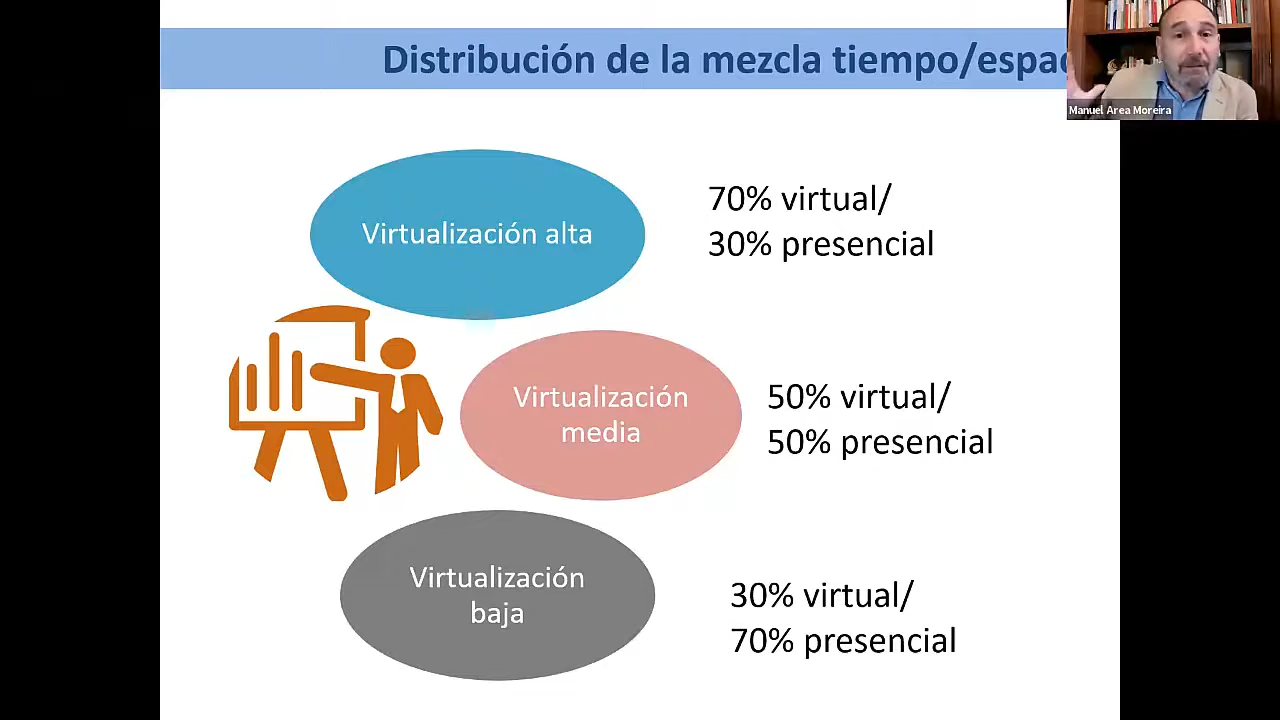 Distribución de la mezcla tiempo/espac
Manuel Area Moreira
Virtualización alta
70% virtual/
30% presencial
Virtualización
media
50% virtual/
50% presencial
Virtualización
baja
30% virtual/
70% presencial